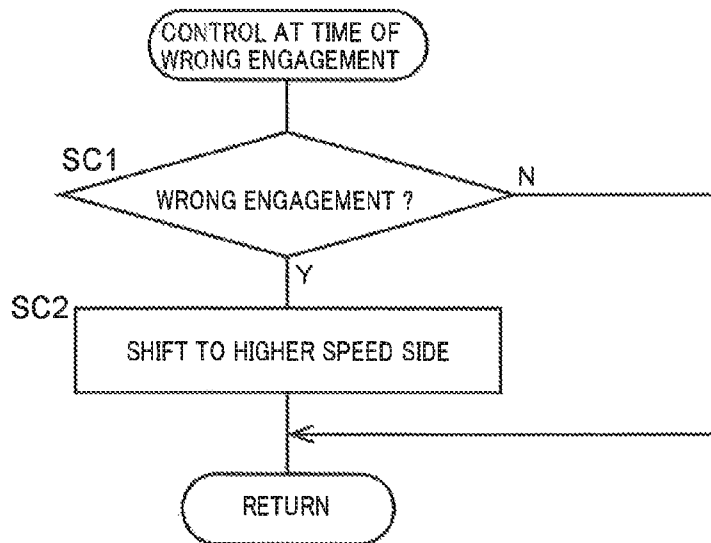 CONTROL AT TIME OF
WRONG ENGAGEMENT
SC1
WRONG ENGAGEMENT ?
N
Y
SC2
SHIFT TO HIGHER SPEED SIDE
RETURN